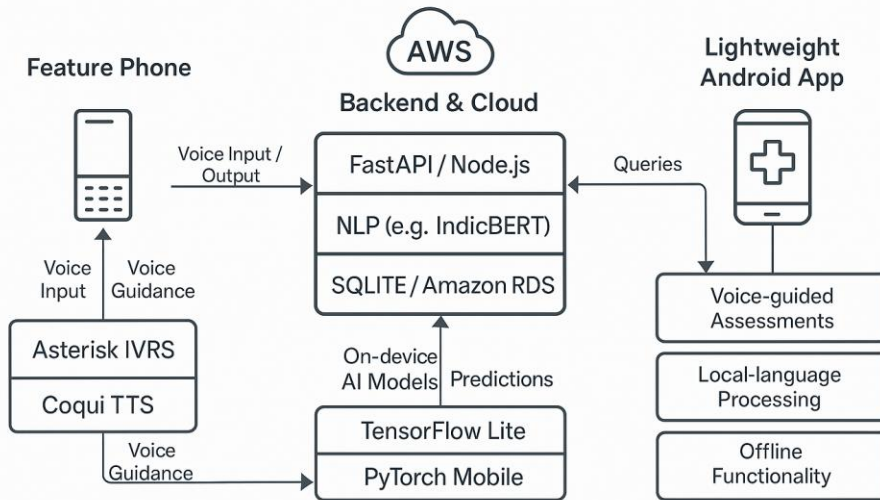 AWS
Feature Phone
Backend & Cloud
Lightweight
Android App
Voice Input /
Output
FastAPI / Node.js
NLP (e.g. IndicBERT)
SQLITE / Amazon RDS
Queries
Voice
Input
Voice
Guidance
Asterisk IVRS
Coqui TTS
Voice
Guidance
On-device
AI Models
Predictions
TensorFlow Lite
PyTorch Mobile
Voice-guided
Assessments
Local-language
Processing
Offline
Functionality